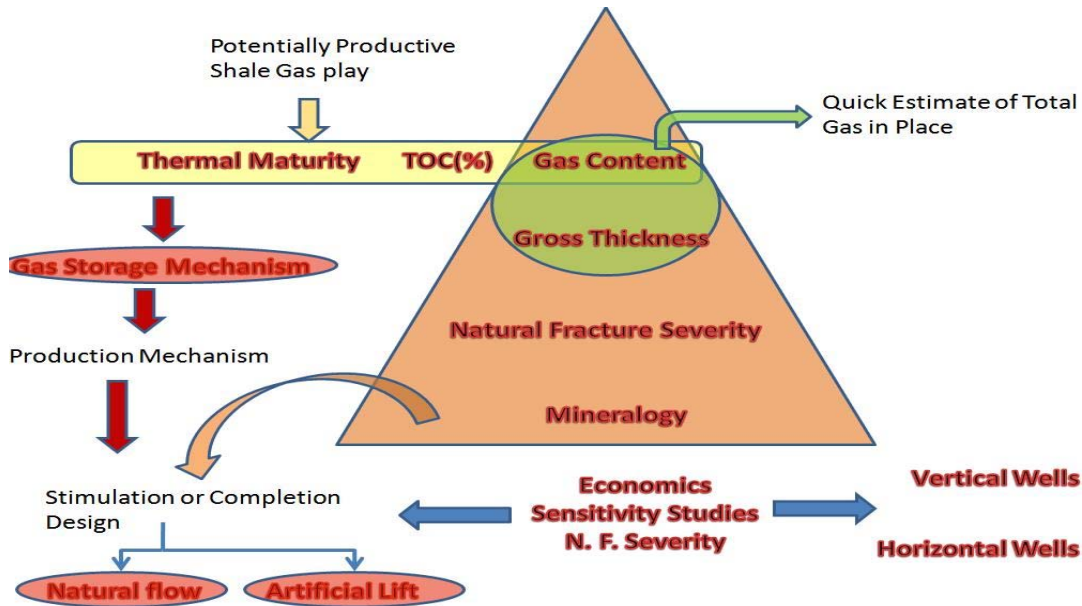 Potentially Productive
Shale Gas play
Quick Estimate of Total
Gas in Place
Thermal Maturity TOC(%) Gas Content
Gross Thickness
Gas Storage Mechanism
Natural Fracture Severity
Production Mechanism
Mineralogy
Stimulation or Completion
Design
Economics
Sensitivity Studies
N. F. Severity
Vertical Wells
Horizontal Wells
Natural flow
Artificial Lift